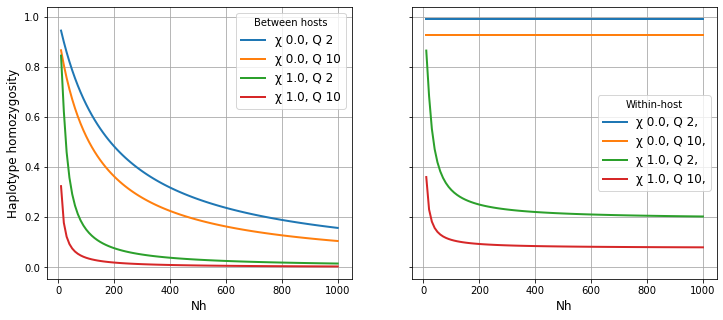 Between hosts
χ 0.0, Q 2
χ 0.0, Q 10
χ 1.0, Q 2
χ 1.0, Q 10
Haplotype homozygosity
1.0
0.8
0.6
0.4
0.2
0.0
0 200 400 600 800 1000
Nh
Within-host
χ 0.0, Q 2,
χ 0.0, Q 10,
χ 1.0, Q 2,
χ 1.0, Q 10,
0 200 400 600 800 1000
Nh